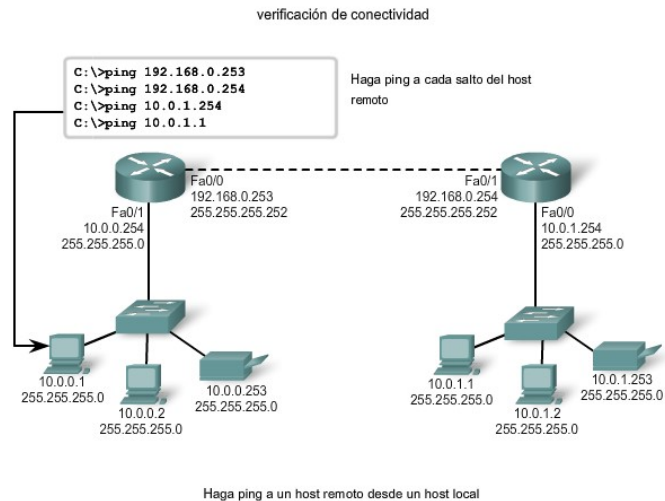 verificación de conectividad
C:\>ping 192.168.0.253
C:\>ping 192.168.0.254
C:\>ping 10.0.1.254
C:\>ping 10.0.1.1
Haga ping a cada salto del host
remoto
Fa0/0
192.168.0.253
255.255.255.252
Fa0/1
10.0.0.254
255.255.255.0
Fa0/1
192.168.0.254
255.255.255.252
Fa0/0
10.0.1.254
255.255.255.0
10.0.0.1
255.255.255.0
10.0.0.2
255.255.255.0
10.0.0.253
255.255.255.0
10.0.1.1
255.255.255.0
10.0.1.2
255.255.255.0
10.0.1.253
255.255.255.0
Haga ping a un host remoto desde un host local